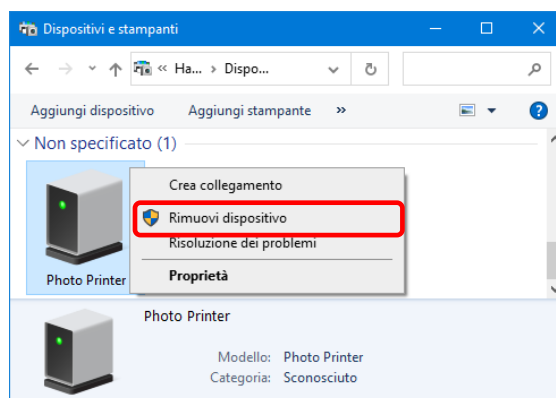 Dispositivi e stampanti
« Ha... › Dispo...
Aggiungi dispositivo Aggiungi stampante »
Non specificato (1)
Crea collegamento
Rimuovi dispositivo
Risoluzione dei problemi
Proprietà
Photo Printer
Photo Printer
Modello: Photo Printer
Categoria: Sconosciuto